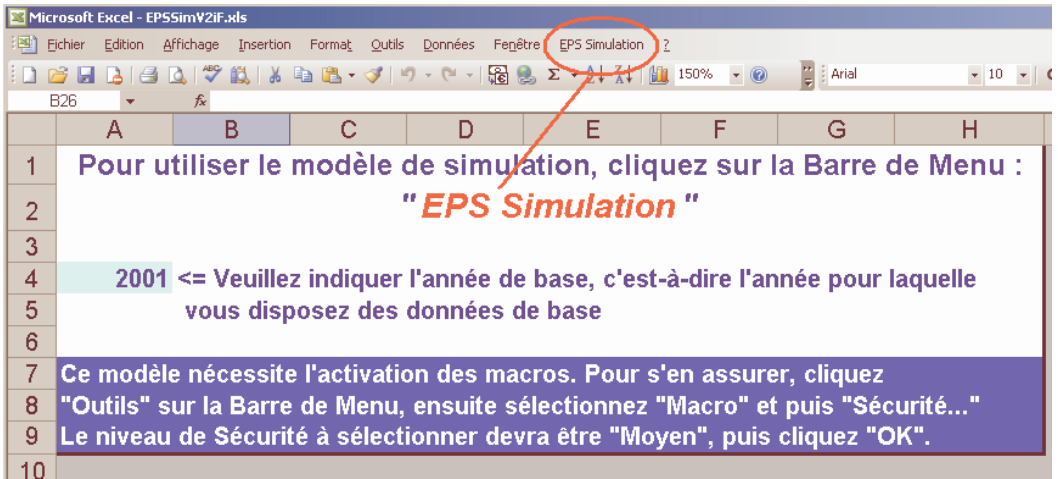 Microsoft Excel - EPSSimV2iF.xls
Fichier Edition Affichage Insertion Format Outils Données Fenêtre EPS Simulation ?
150% Arial 10
B26 fx
A B C D E F G H
1 Pour utiliser le modèle de simulation, cliquez sur la Barre de Menu :
2 "EPS Simulation"
3
4 2001 <= Veuillez indiquer l'année de base, c'est-à-dire l'année pour laquelle
5 vous disposez des données de base
6
7 Ce modèle nécessite l'activation des macros. Pour s'en assurer, cliquez
8 "Outils" sur la Barre de Menu, ensuite sélectionnez "Macro" et puis "Sécurité..."
9 Le niveau de Sécurité à sélectionner devra être "Moyen", puis cliquez "OK".
10